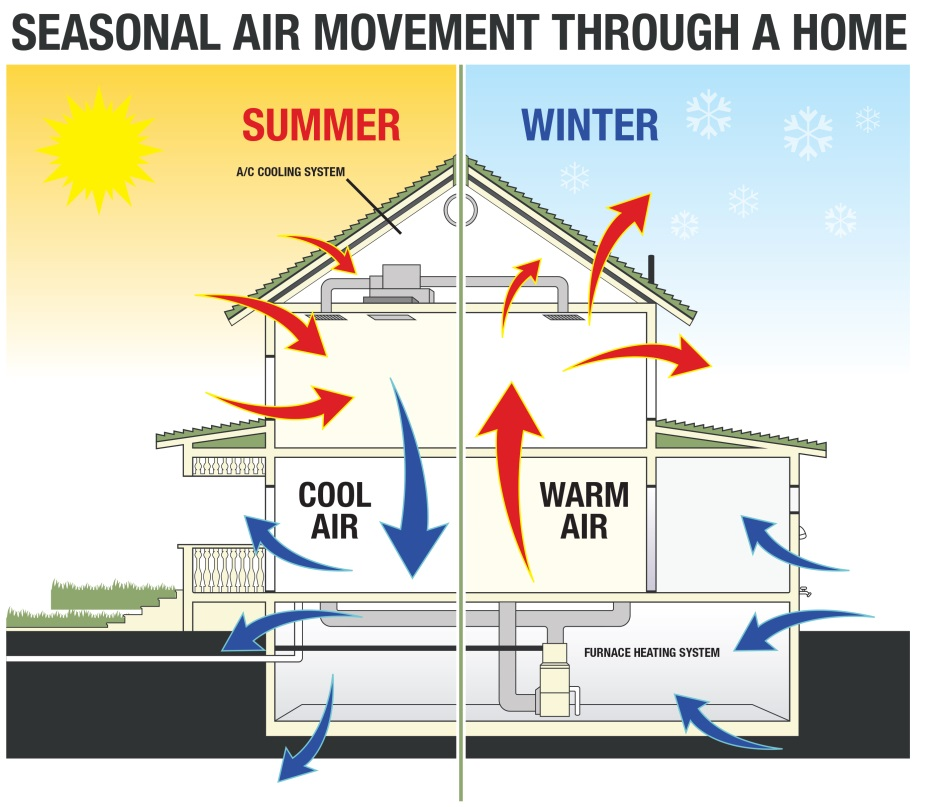 SEASONAL AIR MOVEMENT THROUGH A HOME
SUMMER
WINTER
A/C COOLING SYSTEM
COOL
AIR
WARM
AIR
FURNACE HEATING SYSTEM